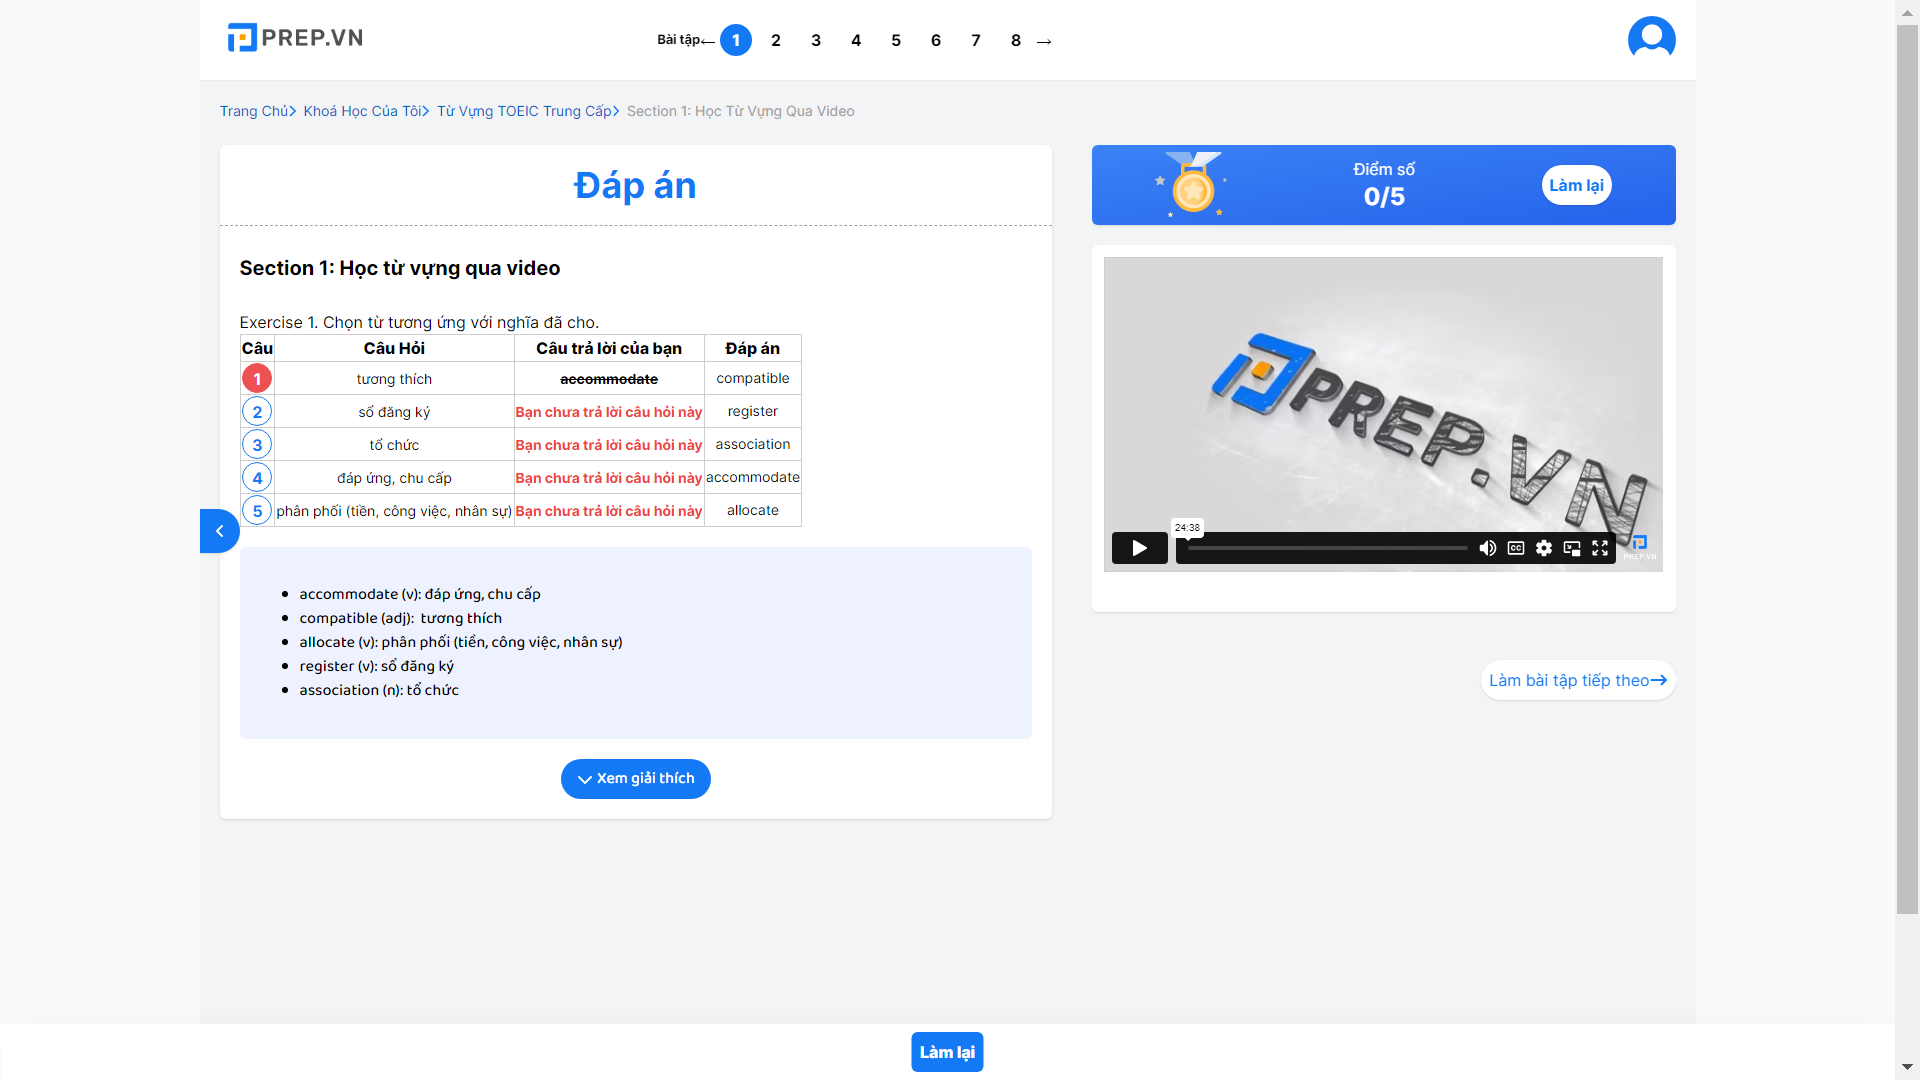 PREP.VN
Bài tập ← 1 2 3 4 5 6 7 8 →
Trang Chủ Khoá Học Của Tôi Từ Vựng TOEIC Trung Cấp Section 1: Học Từ Vựng Qua Video
Đáp án
Section 1: Học từ vựng qua video
Exercise 1. Chọn từ tương ứng với nghĩa đã cho.
Câu Câu Hỏi Câu trả lời của bạn Đáp án
1 tương thích accommodate compatible
2 sổ đăng ký Bạn chưa trả lời câu hỏi này register
3 tổ chức Bạn chưa trả lời câu hỏi này association
4 đáp ứng, chu cấp Bạn chưa trả lời câu hỏi này accommodate
5 phân phối (tiền, công việc, nhân sự) Bạn chưa trả lời câu hỏi này allocate
accommodate (v): đáp ứng, chu cấp
compatible (adj): tương thích
allocate (v): phân phối (tiền, công việc, nhân sự)
register (v): sổ đăng ký
association (n): tổ chức
Xem giải thích
Điểm số
0/5
Làm lại
PREP.VN
24:38
CC
PREP.VN
Làm bài tập tiếp theo→
Làm lại